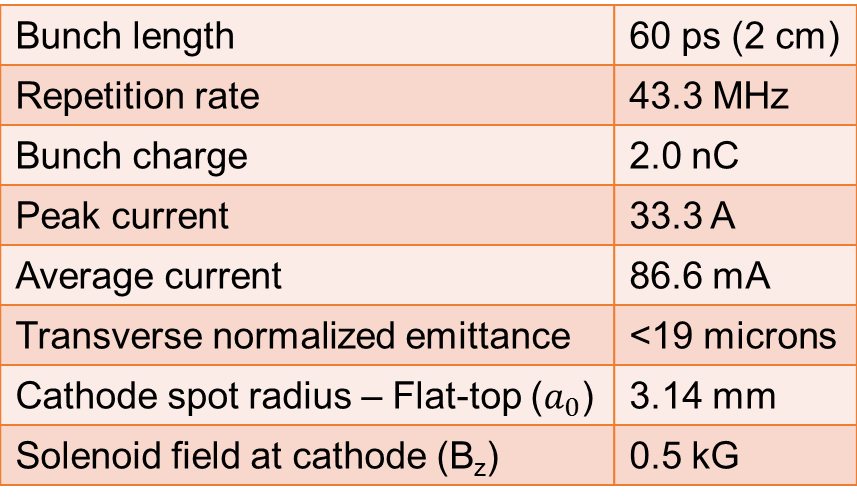 Bunch length 60 ps (2 cm)
Repetition rate 43.3 MHz
Bunch charge 2.0 nC
Peak current 33.3 A
Average current 86.6 mA
Transverse normalized emittance <19 microns
Cathode spot radius – Flat-top (𝑎₀) 3.14 mm
Solenoid field at cathode (B_z) 0.5 kG